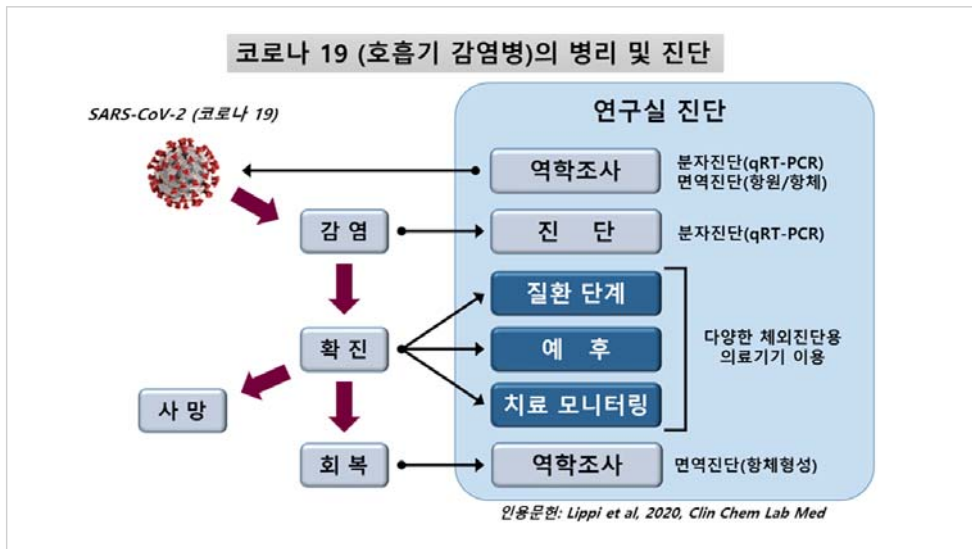 코로나 19 (호흡기 감염병)의 병리 및 진단
SARS-CoV-2 (코로나 19)
연구실 진단
역학조사
분자진단(qRT-PCR)
면역진단(항원/항체)
감 염
진 단
분자진단(qRT-PCR)
질환 단계
확 진
예 후
다양한 체외진단용
의료기기 이용
사 망
치료 모니터링
회 복
역학조사
면역진단(항체형성)
인용문헌: Lippi et al, 2020, Clin Chem Lab Med